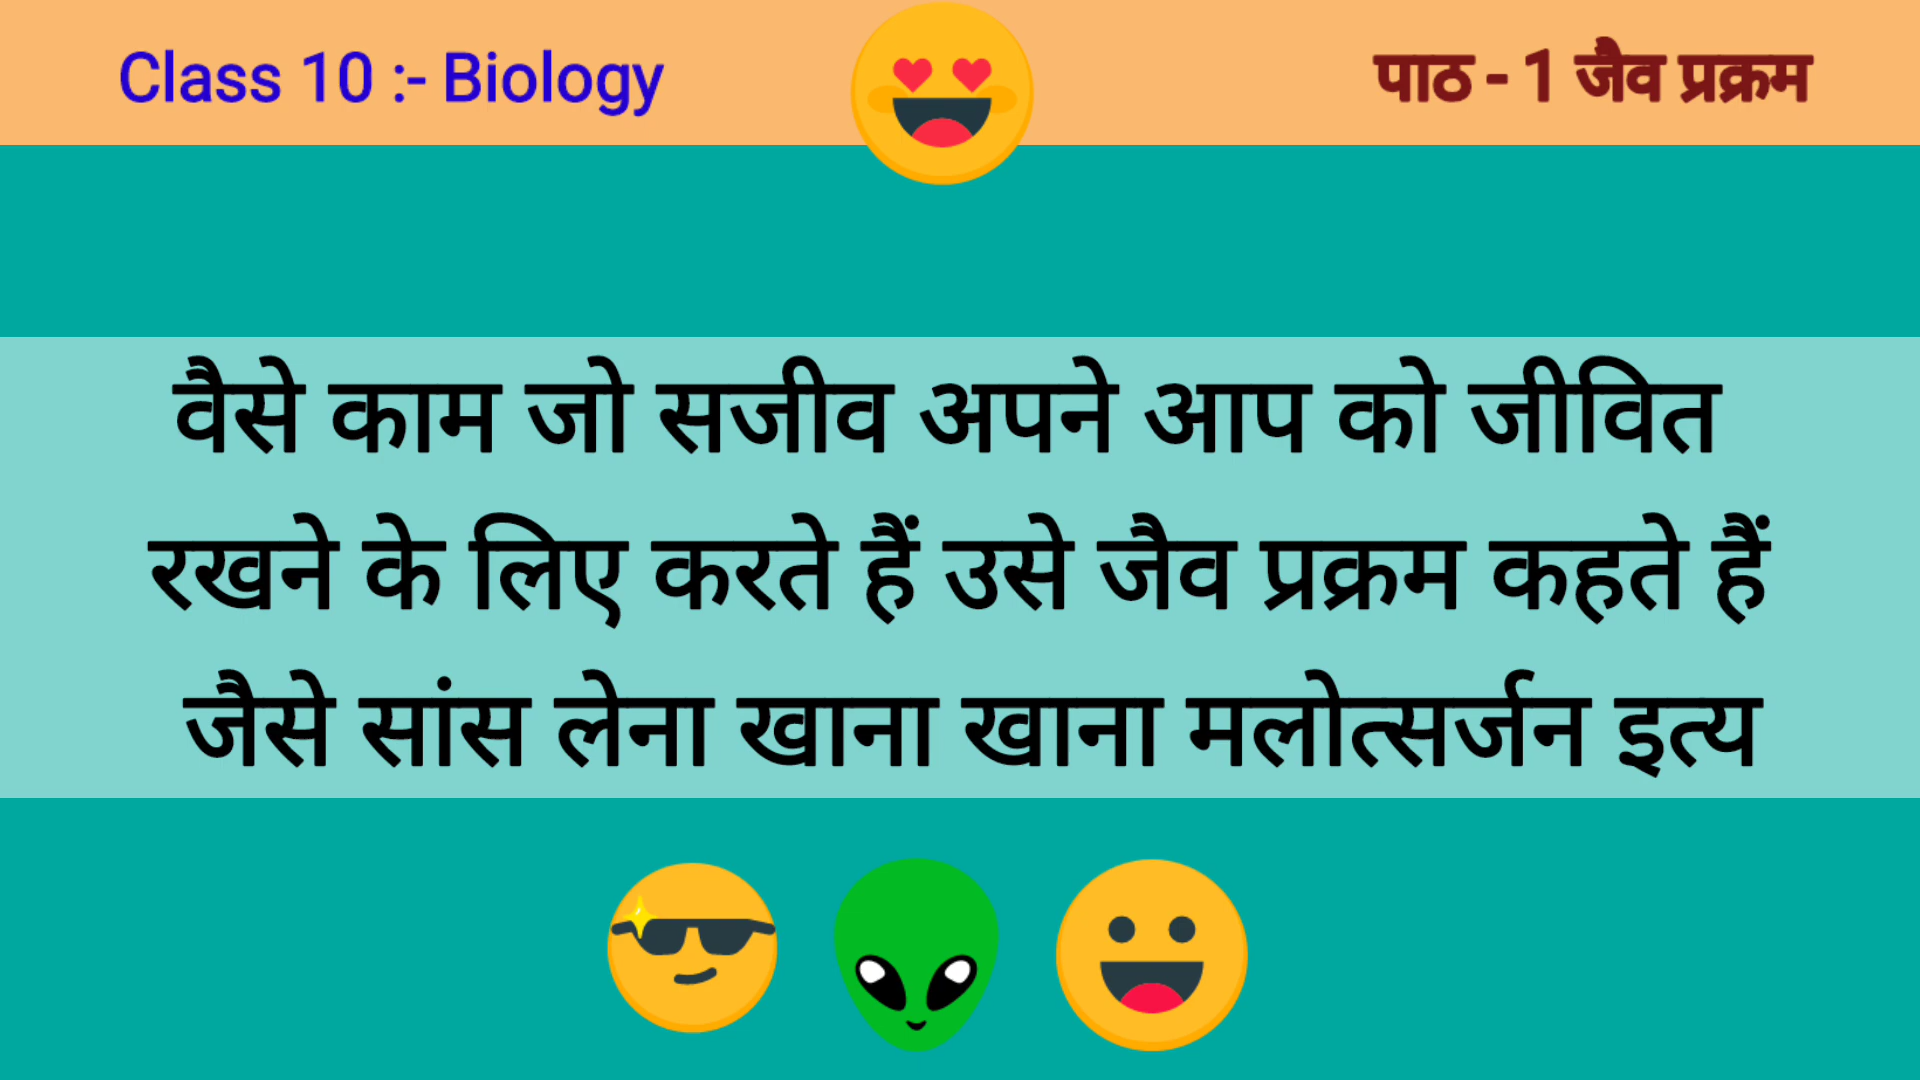 Class 10 :- Biology
पाठ - 1 जैव प्रक्रम
वैसे काम जो सजीव अपने आप को जीवित
रखने के लिए करते हैं उसे जैव प्रक्रम कहते हैं
जैसे सांस लेना खाना खाना मलोत्सर्जन इत्य